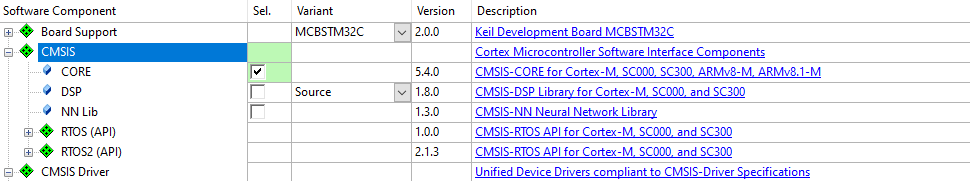 Software Component Sel. Variant Version Description
Board Support MCBSTM32C 2.0.0 Keil Development Board MCBSTM32C
CMSIS Cortex Microcontroller Software Interface Components
CORE 5.4.0 CMSIS-CORE for Cortex-M, SC000, SC300, ARMv8-M, ARMv8.1-M
DSP Source 1.8.0 CMSIS-DSP Library for Cortex-M, SC000, and SC300
NN Lib 1.3.0 CMSIS-NN Neural Network Library
RTOS (API) 1.0.0 CMSIS-RTOS API for Cortex-M, SC000, and SC300
RTOS2 (API) 2.1.3 CMSIS-RTOS API for Cortex-M, SC000, and SC300
CMSIS Driver Unified Device Drivers compliant to CMSIS-Driver Specifications